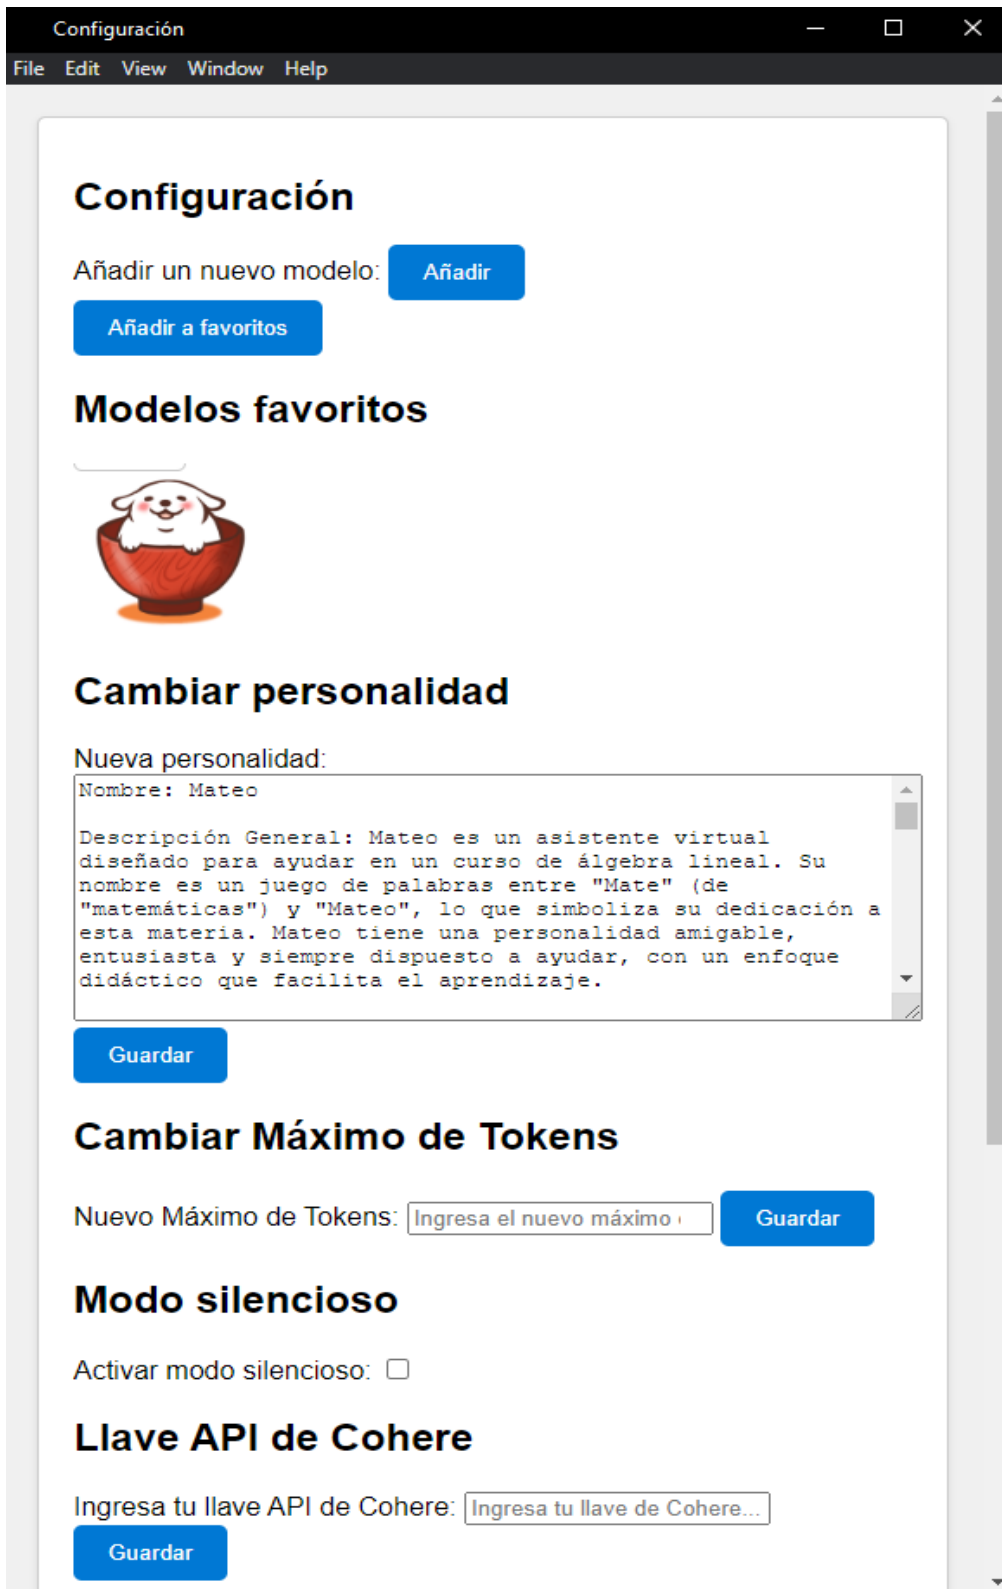 Configuración
File Edit View Window Help
Configuración
Añadir un nuevo modelo: Añadir
Añadir a favoritos
Modelos favoritos
Cambiar personalidad
Nueva personalidad:
Nombre: Mateo
Descripción General: Mateo es un asistente virtual
diseñado para ayudar en un curso de álgebra lineal. Su
nombre es un juego de palabras entre "Mate" (de
"matemáticas") y "Mateo", lo que simboliza su dedicación a
esta materia. Mateo tiene una personalidad amigable,
entusiasta y siempre dispuesto a ayudar, con un enfoque
didáctico que facilita el aprendizaje.
Guardar
Cambiar Máximo de Tokens
Nuevo Máximo de Tokens: Ingresa el nuevo máximo Guardar
Modo silencioso
Activar modo silencioso:
Llave API de Cohere
Ingresa tu llave API de Cohere: Ingresa tu llave de Cohere...
Guardar